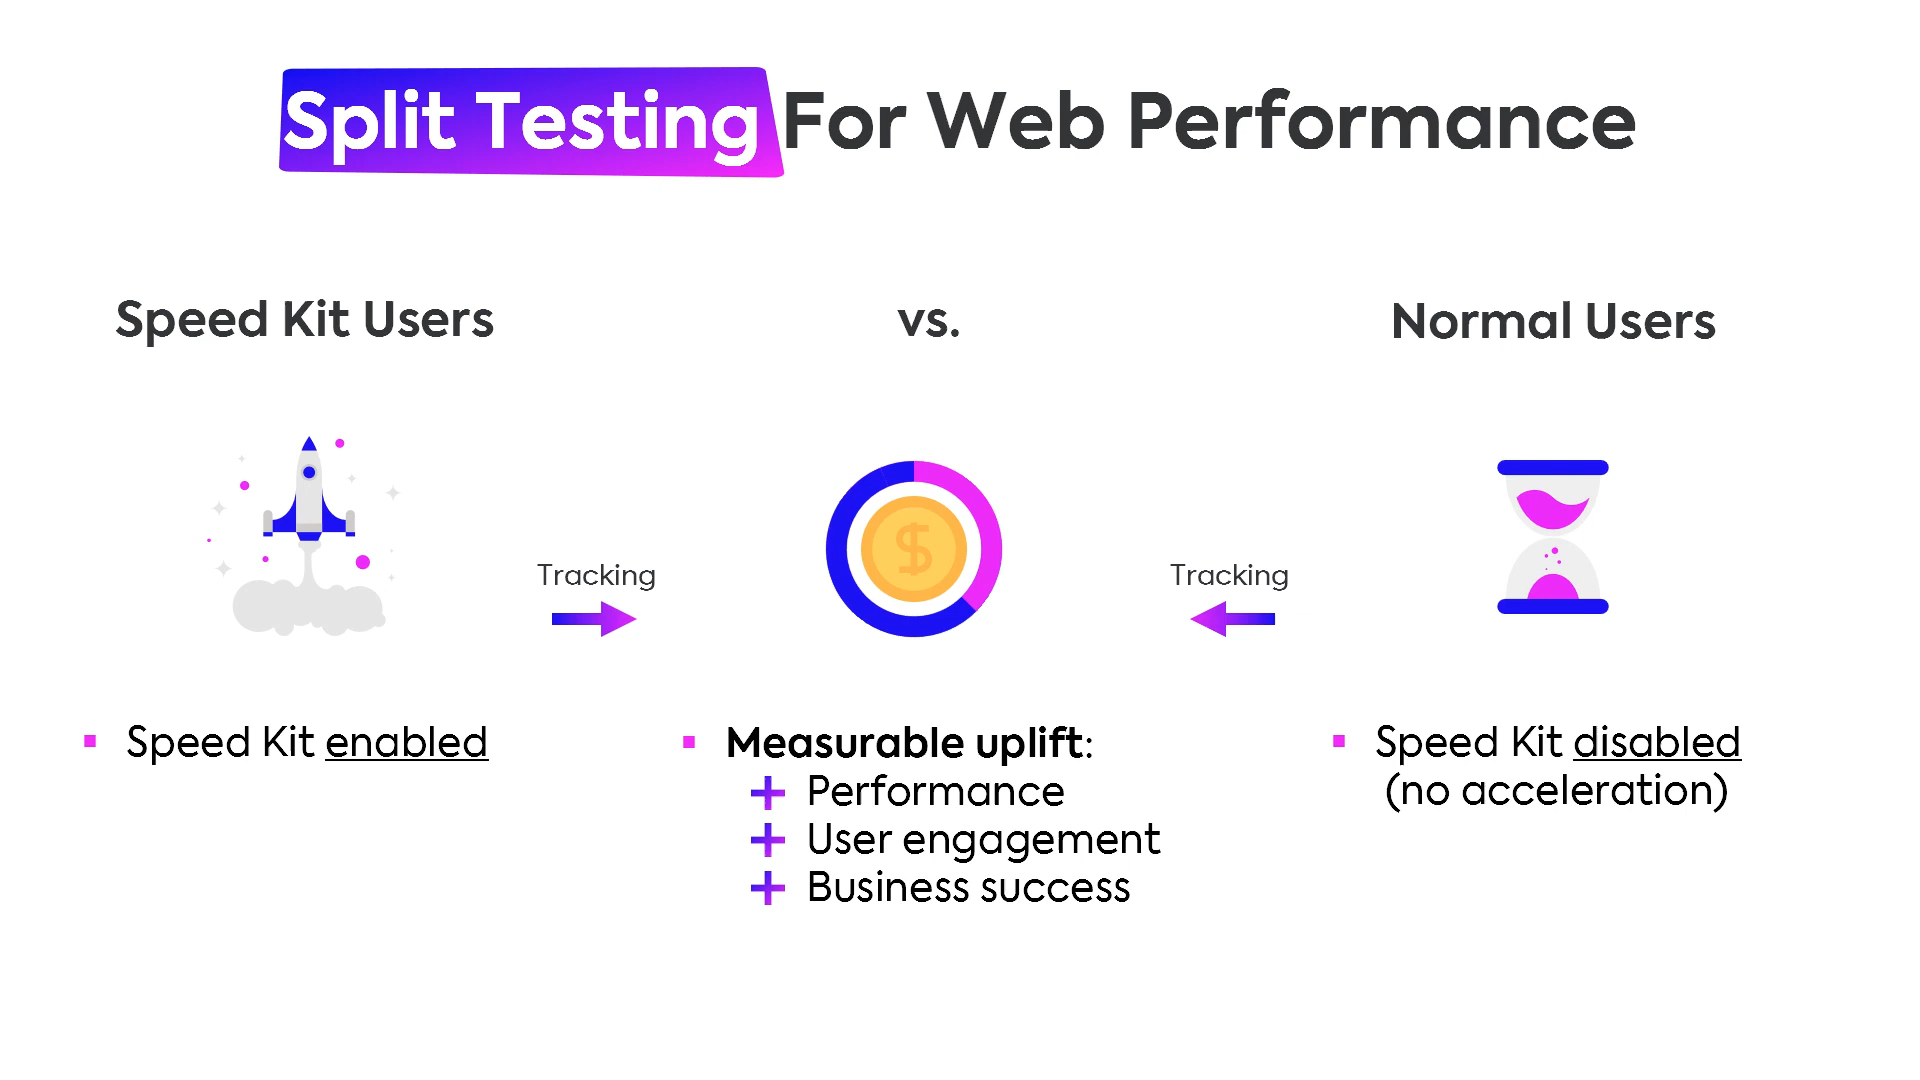 Split Testing For Web Performance
Speed Kit Users
vs.
Normal Users
Tracking
$
Tracking
Speed Kit enabled
Measurable uplift:
Performance
User engagement
Business success
Speed Kit disabled
(no acceleration)